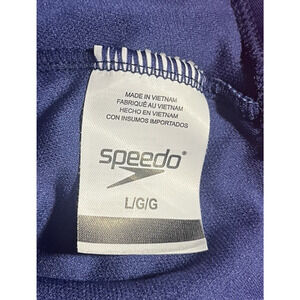 MADE IN VIETNAM
FABRIQUÉ AU VIETNAM
HECHO EN VIETNAM
CON INSUMOS IMPORTADOS
speedo
L/G/G